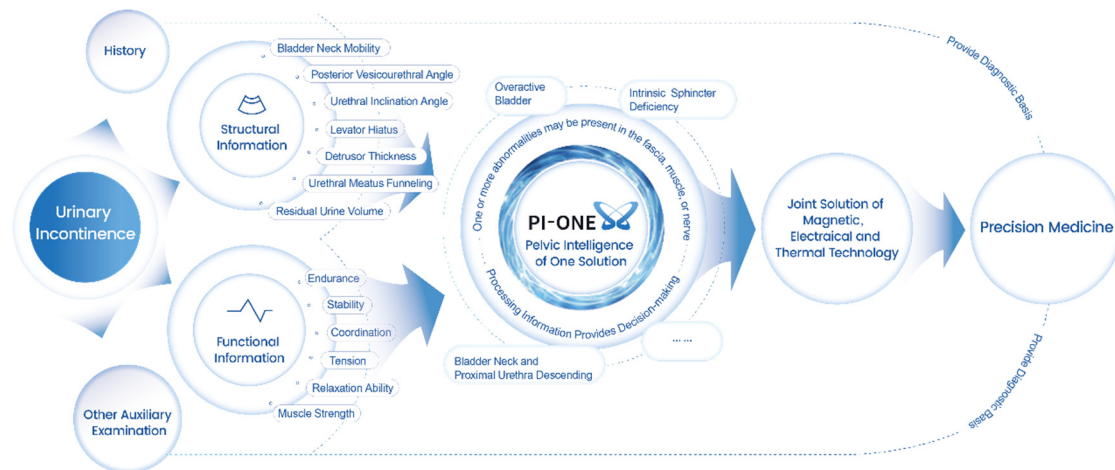 History
Urinary
Incontinence
Other Auxiliary
Examination
Structural
Information
Bladder Neck Mobility
Posterior Vesicourethral Angle
Urethral Inclination Angle
Levator Hiatus
Detrusor Thickness
Urethral Meatus Funneling
Residual Urine Volume
Functional
Information
Endurance
Stability
Coordination
Tension
Relaxation Ability
Muscle Strength
Overactive
Bladder
Intrinsic Sphincter
Deficiency
One or more abnormalities may be present in the fascia, muscle, or nerve
PI-ONE
Pelvic Intelligence
of One Solution
Processing Information Provides Decision-making
Bladder Neck and
Proximal Urethra Descending
... ...
Joint Solution of
Magnetic,
Electraical and
Thermal Technology
Provide Diagnostic Basis
Precision Medicine
Provide Diagnostic Basis